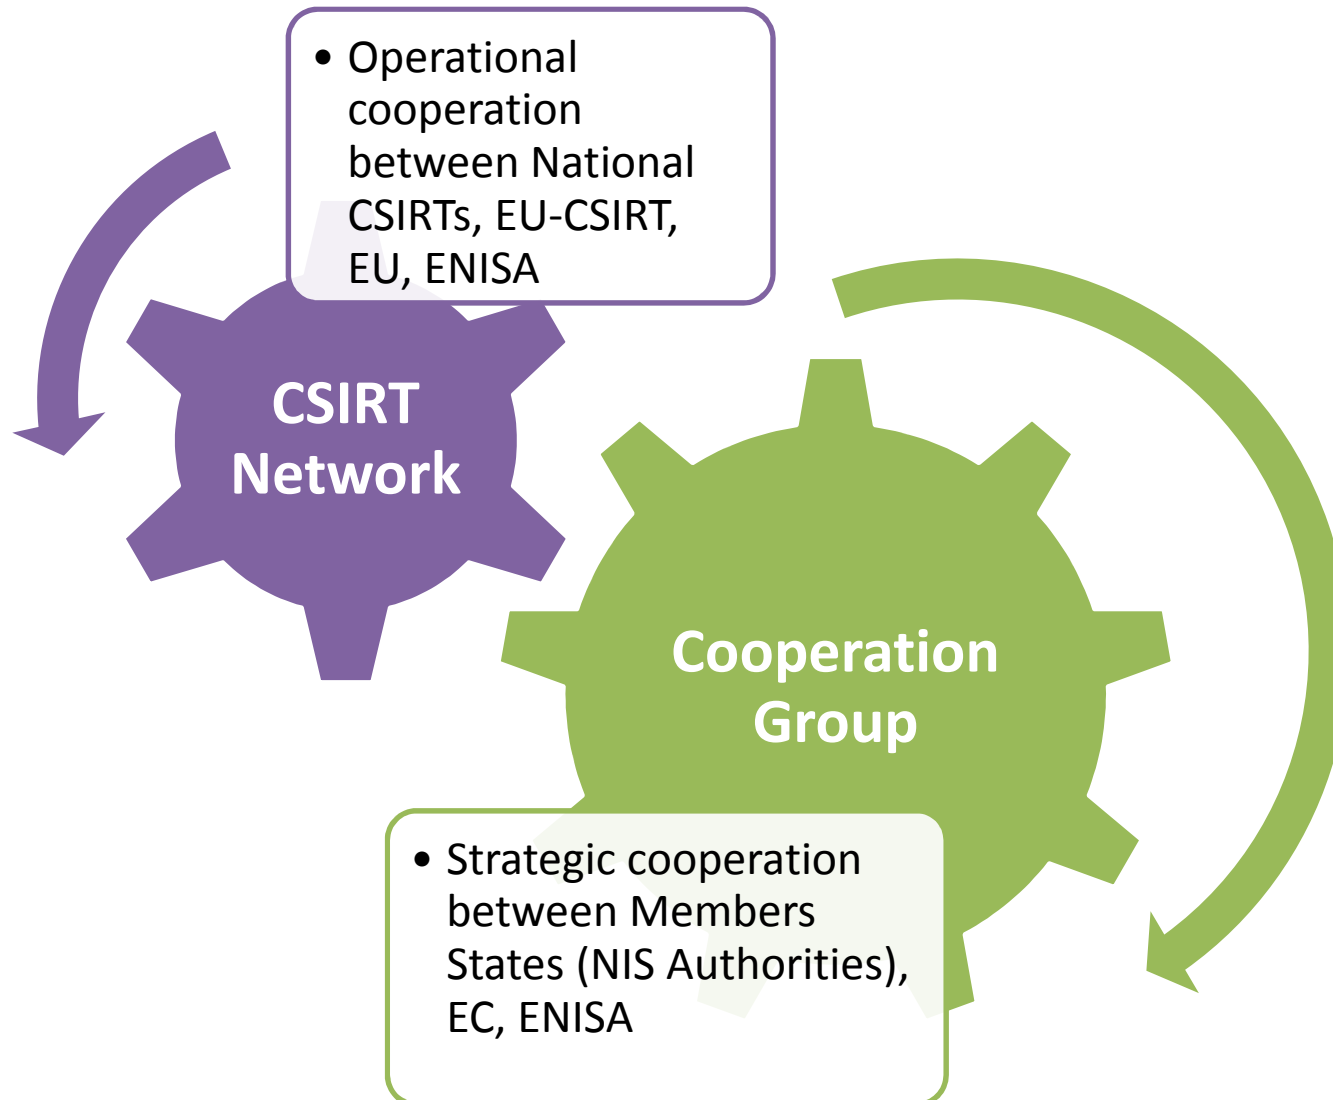 • Operational
cooperation
between National
CSIRTs, EU-CSIRT,
EU, ENISA
CSIRT
Network
Cooperation
Group
• Strategic cooperation
between Members
States (NIS Authorities),
EC, ENISA